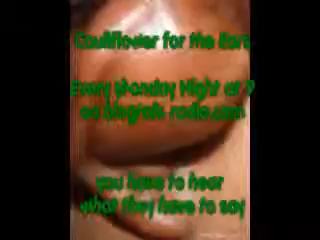 Cauliflower for the Ears
Every Monday Night at 9
on blogtalk radio.com
you have to hear
what they have to say